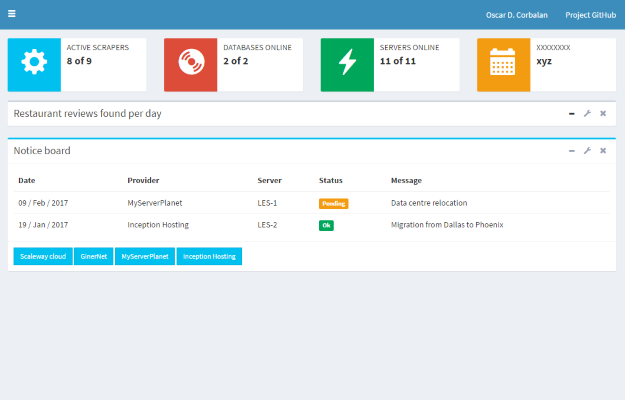 Oscar D. Corbalan Project GitHub
ACTIVE SCRAPERS
8 of 9
DATABASES ONLINE
2 of 2
SERVERS ONLINE
11 of 11
XXXXXXXX
xyz
Restaurant reviews found per day
Notice board
Date Provider Server Status Message
09 / Feb / 2017 MyServerPlanet LES-1 Pending Data centre relocation
19 / Jan / 2017 Inception Hosting LES-2 Ok Migration from Dallas to Phoenix
Scaleway cloud GinerNet MyServerPlanet Inception Hosting